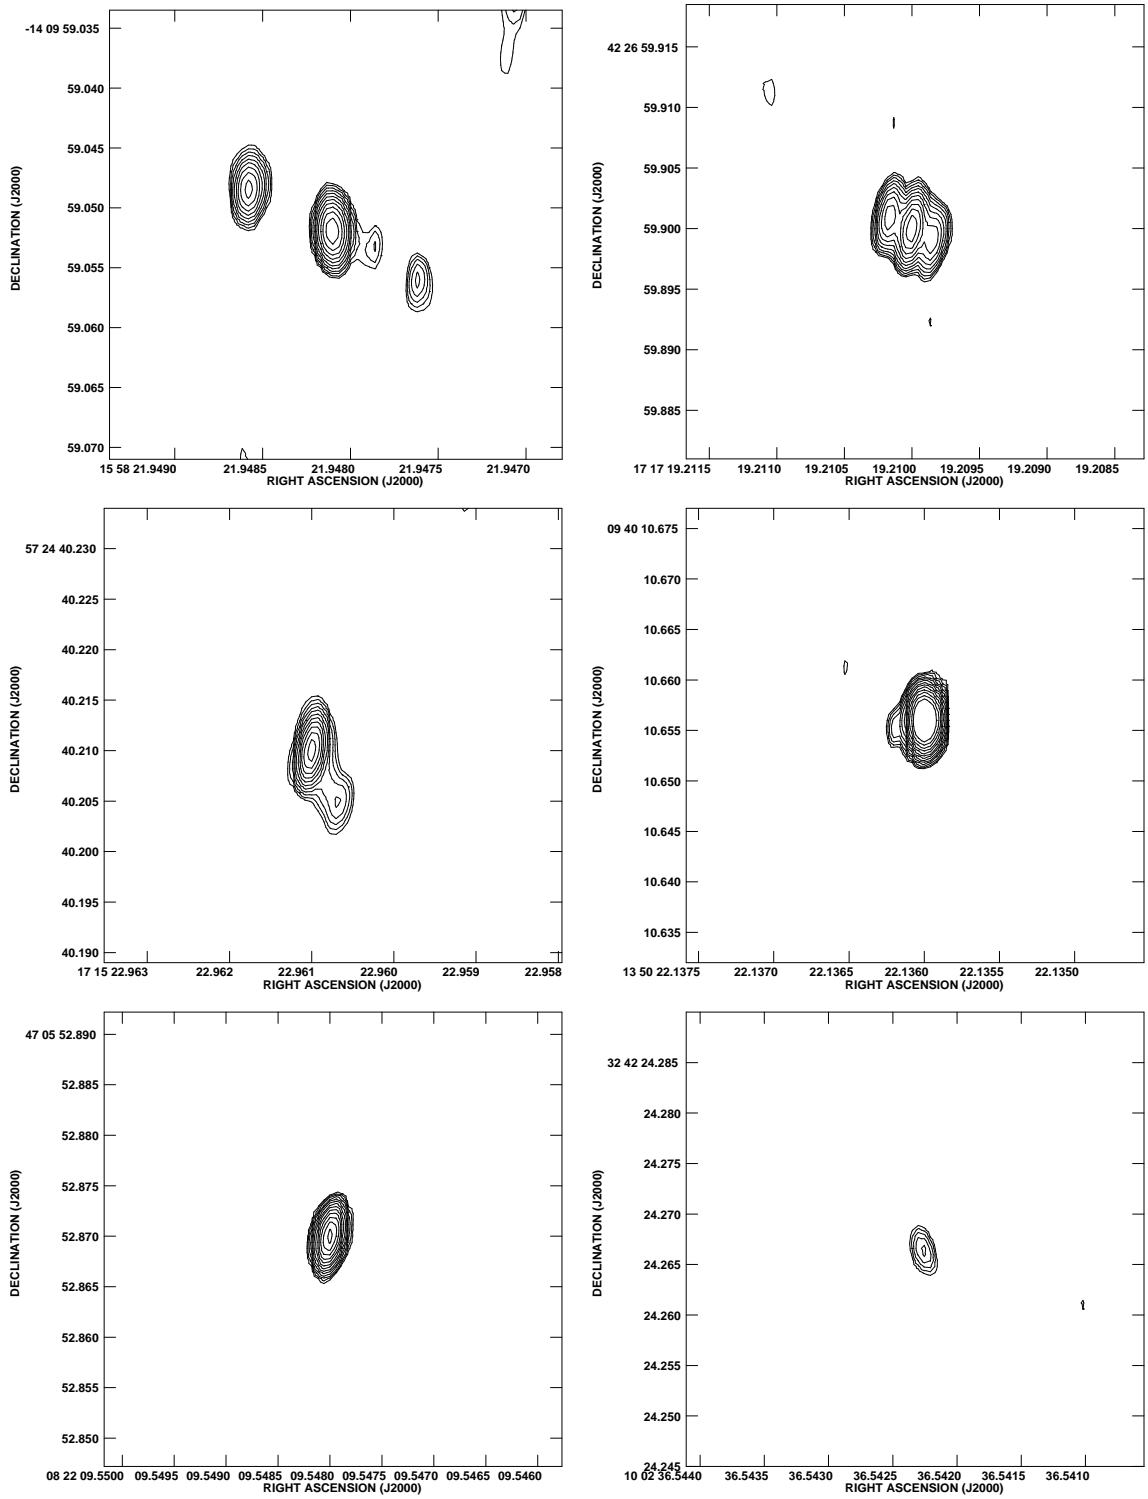 -14 09 59.035
59.040
59.045
59.050
59.055
59.060
59.065
59.070
DECLINATION (J2000)
15 58 21.9490 21.9485 21.9480 21.9475 21.9470
RIGHT ASCENSION (J2000)
42 26 59.915
59.910
59.905
59.900
59.895
59.890
59.885
DECLINATION (J2000)
17 17 19.2115 19.2110 19.2105 19.2100 19.2095 19.2090 19.2085
RIGHT ASCENSION (J2000)
57 24 40.230
40.225
40.220
40.215
40.210
40.205
40.200
40.195
40.190
DECLINATION (J2000)
17 15 22.963 22.962 22.961 22.960 22.959 22.958
RIGHT ASCENSION (J2000)
09 40 10.675
10.670
10.665
10.660
10.655
10.650
10.645
10.640
10.635
DECLINATION (J2000)
13 50 22.1375 22.1370 22.1365 22.1360 22.1355 22.1350
RIGHT ASCENSION (J2000)
47 05 52.890
52.885
52.880
52.875
52.870
52.865
52.860
52.855
52.850
DECLINATION (J2000)
08 22 09.5500 09.5495 09.5490 09.5485 09.5480 09.5475 09.5470 09.5465 09.5460
RIGHT ASCENSION (J2000)
32 42 24.285
24.280
24.275
24.270
24.265
24.260
24.255
24.250
24.245
DECLINATION (J2000)
10 02 36.5440 36.5435 36.5430 36.5425 36.5420 36.5415 36.5410
RIGHT ASCENSION (J2000)